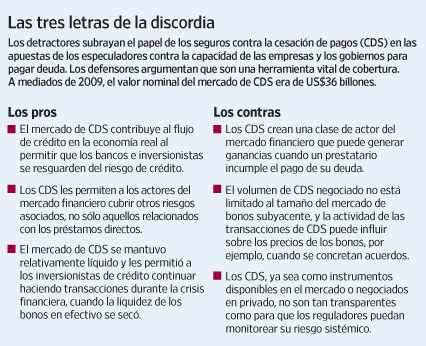 Las tres letras de la discordia
Los detractores subrayan el papel de los seguros contra la cesación de pagos (CDS) en las
apuestas de los especuladores contra la capacidad de las empresas y los gobiernos para
pagar deuda. Los defensores argumentan que son una herramienta vital de cobertura.
A mediados de 2009, el valor nominal del mercado de CDS era de US$36 billones.
Los pros
El mercado de CDS contribuye al flujo
de crédito en la economía real al
permitir que los bancos e inversionistas
se resguarden del riesgo de crédito.
Los CDS les permiten a los actores del
mercado financiero cubrir otros riesgos
asociados, no sólo aquellos relacionados
con los préstamos directos.
El mercado de CDS se mantuvo
relativamente líquido y les permitió a
los inversionistas de crédito continuar
haciendo transacciones durante la crisis
financiera, cuando la liquidez de los
bonos en efectivo se secó.
Los contras
Los CDS crean una clase de actor del
mercado financiero que puede generar
ganancias cuando un prestatario
incumple el pago de su deuda.
El volumen de CDS negociado no está
limitado al tamaño del mercado de
bonos subyacente, y la actividad de las
transacciones de CDS puede influir
sobre los precios de los bonos, por
ejemplo, cuando se concretan acuerdos.
Los CDS, ya sea como instrumentos
disponibles en el mercado o negociados
en privado, no son tan transparentes
como para que los reguladores puedan
monitorear su riesgo sistémico.